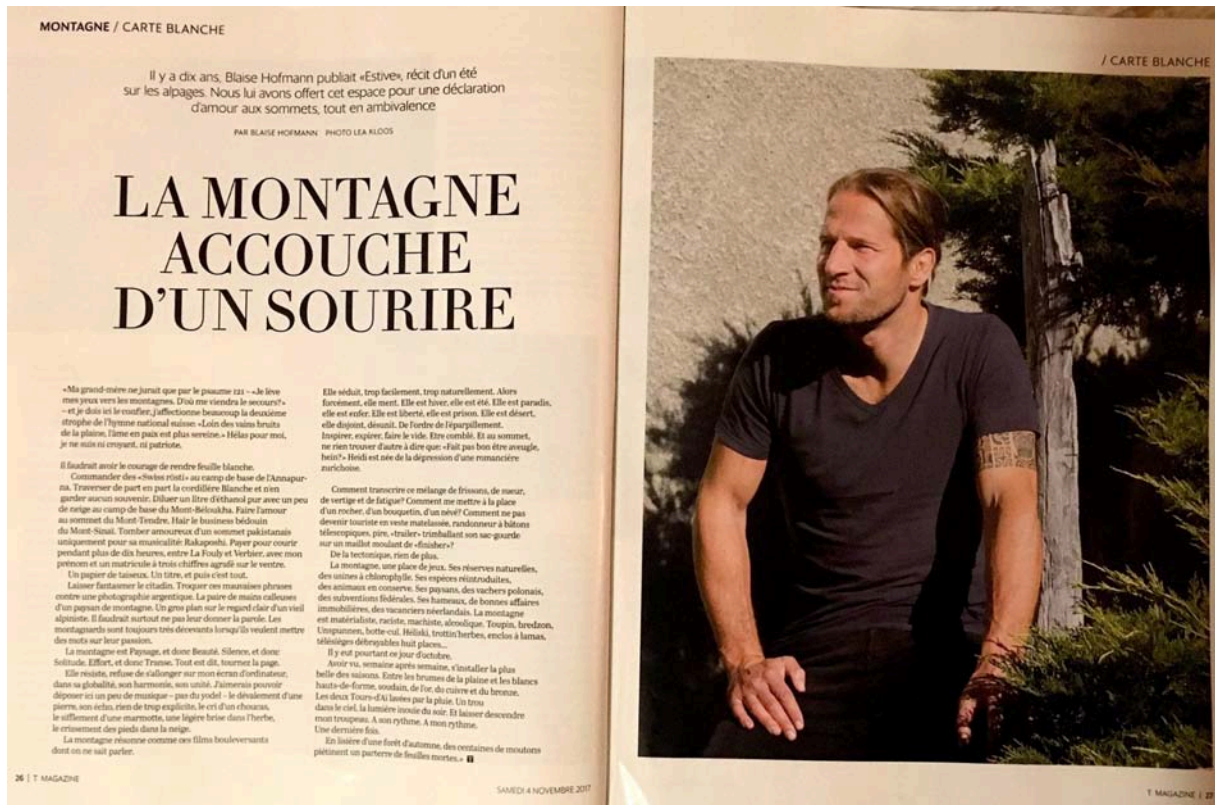 MONTAGNE / CARTE BLANCHE
Il y a dix ans, Blaise Hofmann publiait «Estive», récit d'un été
sur les alpages. Nous lui avons offert cet espace pour une déclaration
d'amour aux sommets, tout en ambivalence
PAR BLAISE HOFMANN PHOTO LEA KLOOS
LA MONTAGNE
ACCOUCHE
D'UN SOURIRE
«Ma grand-mère ne jurait que par le psaume 121 – «Je lève
mes yeux vers les montagnes. D'où me viendra le secours?»
– et je dois ici le confier, j'affectionne beaucoup la deuxième
strophe de l'hymne national suisse: «Loin des vains bruits
de la plaine, l'âme en paix est plus sereine.» Hélas pour moi,
je ne suis ni croyant, ni patriote.
Il faudrait avoir le courage de rendre feuille blanche.
Commander des «Swiss rösti» au camp de base de l'Annapur-
na. Traverser de part en part la cordillère Blanche et n'en
garder aucun souvenir. Diluer un litre d'éthanol pur avec un peu
de neige au camp de base du Mont-Béloukha. Faire l'amour
au sommet du Mont-Tendre. Haïr le business bédouin
du Mont-Sinaï. Tomber amoureux d'un sommet pakistanais
uniquement pour sa musicalité: Rakaposhi. Payer pour courir
pendant plus de dix heures, entre La Fouly et Verbier, avec mon
prénom et un matricule à trois chiffres agrafé sur le ventre.
Un papier de taiseux. Un titre, et puis c'est tout.
Laisser fantasmer le citadin. Troquer ces mauvaises phrases
contre une photographie argentique. La paire de mains calleuses
d'un paysan de montagne. Un gros plan sur le regard clair d'un vieil
alpiniste. Il faudrait surtout ne pas leur donner la parole. Les
montagnards sont toujours très décevants lorsqu'ils veulent mettre
des mots sur leur passion.
La montagne est Paysage, et donc Beauté. Silence, et donc
Solitude. Effort, et donc Transe. Tout est dit, tournez la page.
Elle résiste, refuse de s'allonger sur mon écran d'ordinateur,
dans sa globalité, son harmonie, son unité. J'aimerais pouvoir
déposer ici un peu de musique – pas du yodel – le dévalement d'une
pierre, son écho, rien de trop explicite, le cri d'un choucas,
le sifflement d'une marmotte, une légère brise dans l'herbe,
le crissement des pieds dans la neige.
La montagne résonne comme ces films bouleversants
dont on ne sait parler.
Elle séduit, trop facilement, trop naturellement. Alors
forcément, elle ment. Elle est hiver, elle est été. Elle est paradis,
elle est enfer. Elle est liberté, elle est prison. Elle est désert,
elle disjoint, désunit. De l'ordre de l'éparpillement.
Inspirer, expirer, faire le vide. Etre comblé. Et au sommet,
ne rien trouver d'autre à dire que: «Fait pas bon être aveugle,
hein?» Heidi est née de la dépression d'une romancière
zurichoise.
Comment transcrire ce mélange de frissons, de sueur,
de vertige et de fatigue? Comment me mettre à la place
d'un rocher, d'un bouquetin, d'un névé? Comment ne pas
devenir touriste en veste matelassée, randonneur à bâtons
télescopiques, pire, «trailer» trimballant son sac-gourde
sur un maillot moulant de «finisher»?
De la tectonique, rien de plus.
La montagne, une place de jeux. Ses réserves naturelles,
des usines à chlorophylle. Ses espèces réintroduites,
des animaux en conserve. Ses paysans, des vachers polonais,
des subventions fédérales. Ses hameaux, de bonnes affaires
immobilières, des vacanciers néerlandais. La montagne
est matérialiste, raciste, machiste, alcoolique. Toupin, bredzon,
Unspunnen, botte-cul. Héliski, trottin'herbes, enclos à lamas,
télésièges débrayables huit places...
Il y eut pourtant ce jour d'octobre.
Avoir vu, semaine après semaine, s'installer la plus
belle des saisons. Entre les brumes de la plaine et les blancs
hauts-de-forme, soudain, de l'or, du cuivre et du bronze.
Les deux Tours-d'Aï lavées par la pluie. Un trou
dans le ciel, la lumière inouïe du soir. Et laisser descendre
mon troupeau. A son rythme. A mon rythme.
Une dernière fois.
En lisière d'une forêt d'automne, des centaines de moutons
piétinent un parterre de feuilles mortes.» T
26 | T MAGAZINE
SAMEDI 4 NOVEMBRE 2017
/ CARTE BLANCHE
T MAGAZINE | 27